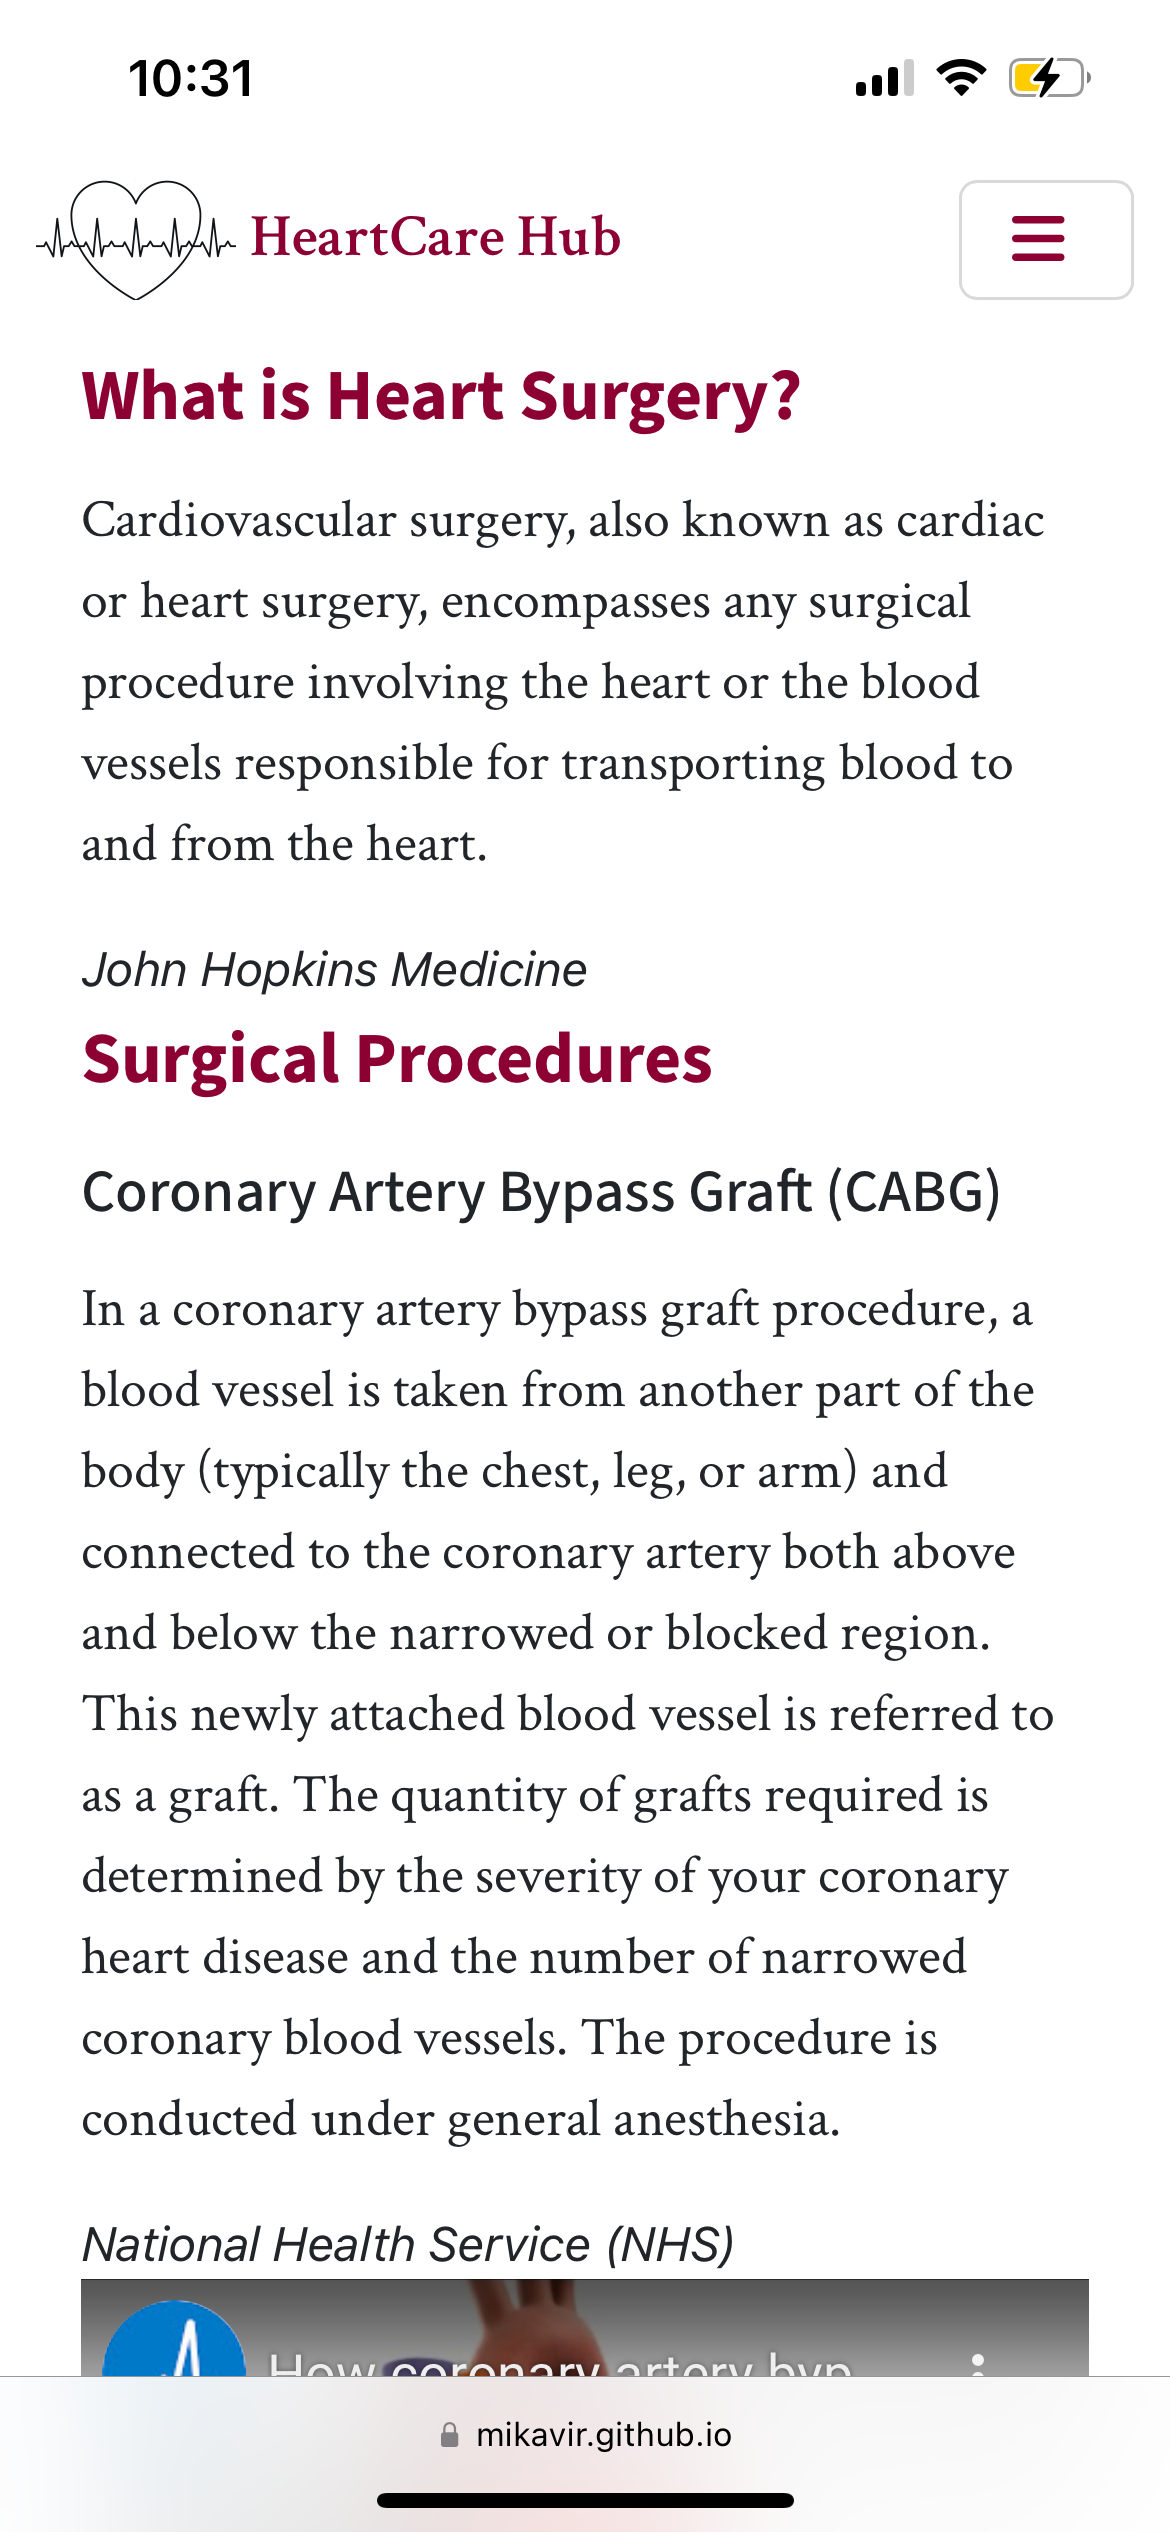 10:31
HeartCare Hub
What is Heart Surgery?
Cardiovascular surgery, also known as cardiac
or heart surgery, encompasses any surgical
procedure involving the heart or the blood
vessels responsible for transporting blood to
and from the heart.
John Hopkins Medicine
Surgical Procedures
Coronary Artery Bypass Graft (CABG)
In a coronary artery bypass graft procedure, a
blood vessel is taken from another part of the
body (typically the chest, leg, or arm) and
connected to the coronary artery both above
and below the narrowed or blocked region.
This newly attached blood vessel is referred to
as a graft. The quantity of grafts required is
determined by the severity of your coronary
heart disease and the number of narrowed
coronary blood vessels. The procedure is
conducted under general anesthesia.
National Health Service (NHS)
How coronary artery byp
mikavir.github.io